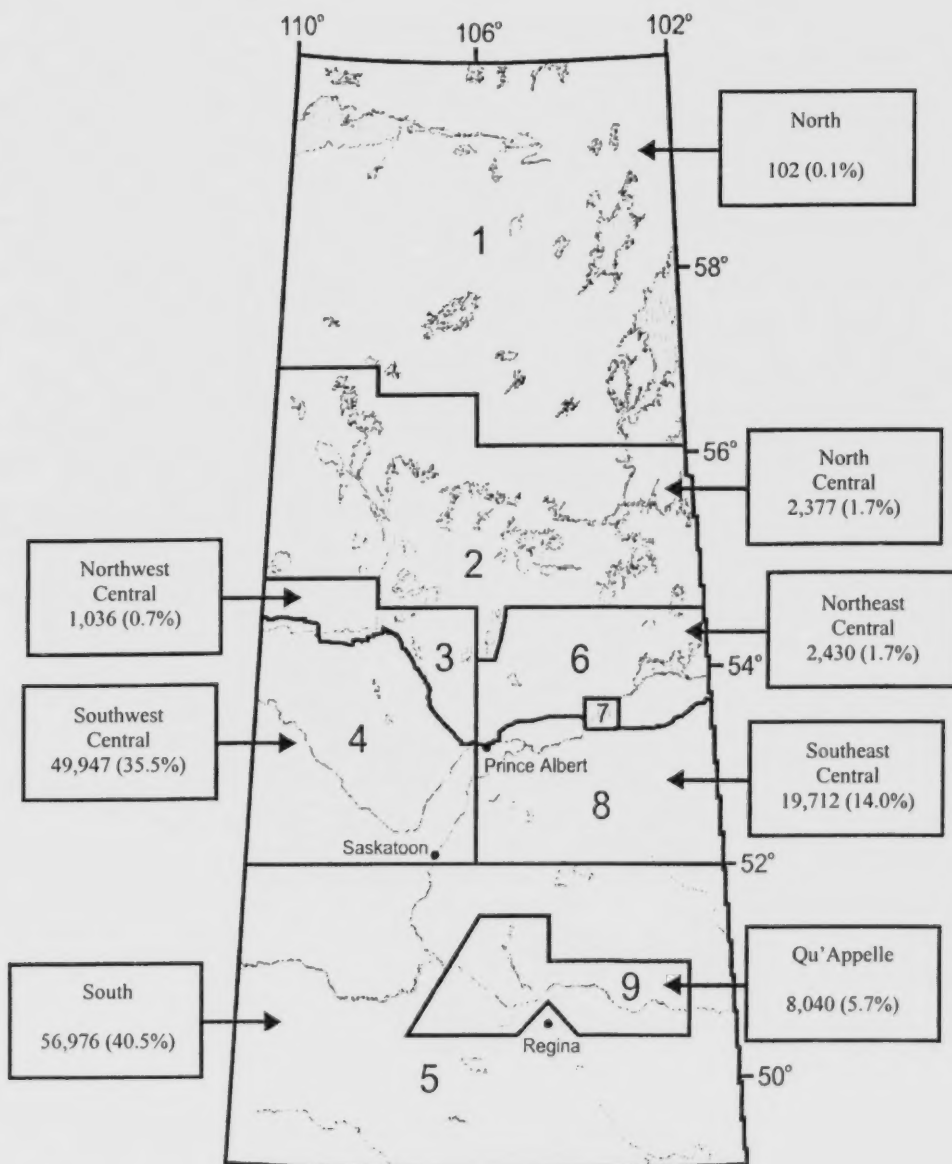 110° 106° 102°
North
102 (0.1%)
1
58°
56°
North
Central
2,377 (1.7%)
2
Northwest
Central
1,036 (0.7%)
Northeast
Central
2,430 (1.7%)
3 6
54°
Southwest
Central
49,947 (35.5%)
4
7
Prince Albert
Southeast
Central
19,712 (14.0%)
8
Saskatoon
52°
Qu'Appelle
8,040 (5.7%)
9
South
56,976 (40.5%)
Regina
5
50°